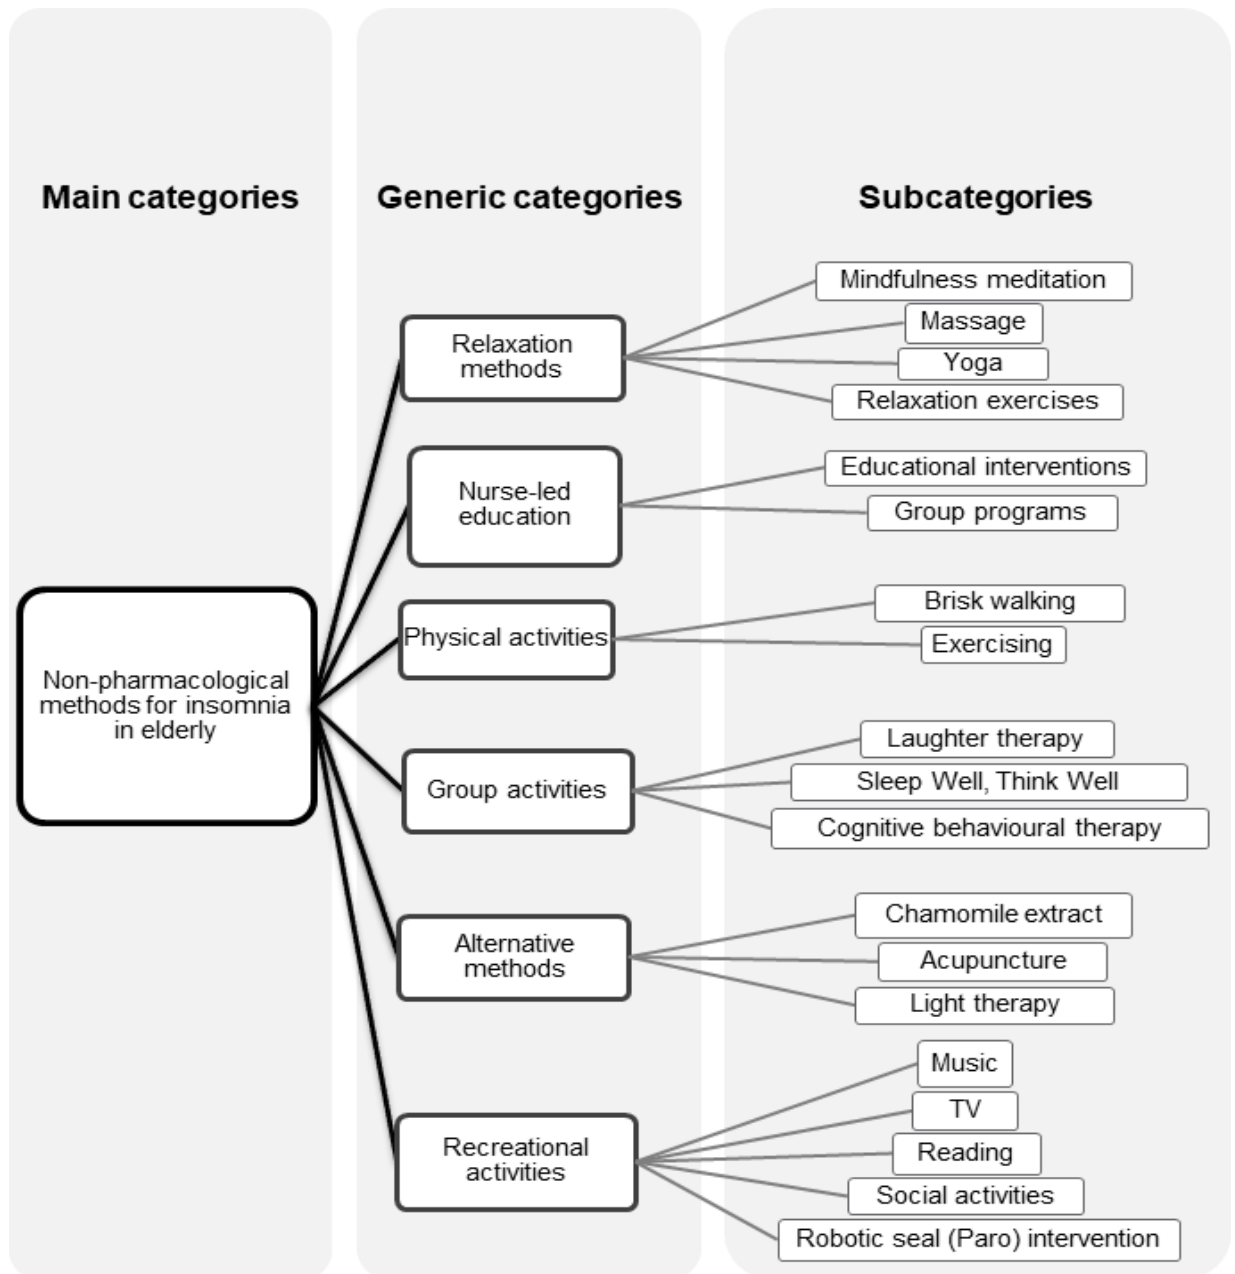 Main categories
Generic categories
Subcategories
Non-pharmacological
methods for insomnia
in elderly
Relaxation
methods
Mindfulness meditation
Massage
Yoga
Relaxation exercises
Nurse-led
education
Educational interventions
Group programs
Physical activities
Brisk walking
Exercising
Group activities
Laughter therapy
Sleep Well, Think Well
Cognitive behavioural therapy
Alternative
methods
Chamomile extract
Acupuncture
Light therapy
Recreational
activities
Music
TV
Reading
Social activities
Robotic seal (Paro) intervention